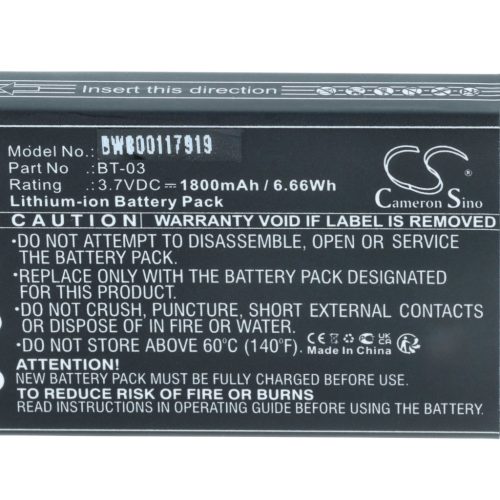 Insert this direction
Model No.: BW800117919
CS
Part No : BT-03
Rating : 3.7VDC 1800mAh / 6.66Wh
Cameron Sino
Lithium-ion Battery Pack
CAUTION WARRANTY VOID IF LABEL IS REMOVED
•DO NOT ATTEMPT TO DISASSEMBLE, OPEN OR SERVICE
THE BATTERY PACK.
•REPLACE ONLY WITH THE BATTERY PACK DESIGNATED
FOR THIS PRODUCT.
•DO NOT CRUSH, PUNCTURE, SHORT EXTERNAL CONTACTS
OR DISPOSE OF IN FIRE OR WATER.
•DO NOT STORE ABOVE 60°C (140°F).
Made In China
ATTENTION!
NEW BATTERY PACK MUST BE FULLY CHARGED BEFORE USE.
TO REDUCE RISK OF FIRE OR BURNS
READ INSTRUCTIONS IN OPERATING GUIDE BEFORE USE.